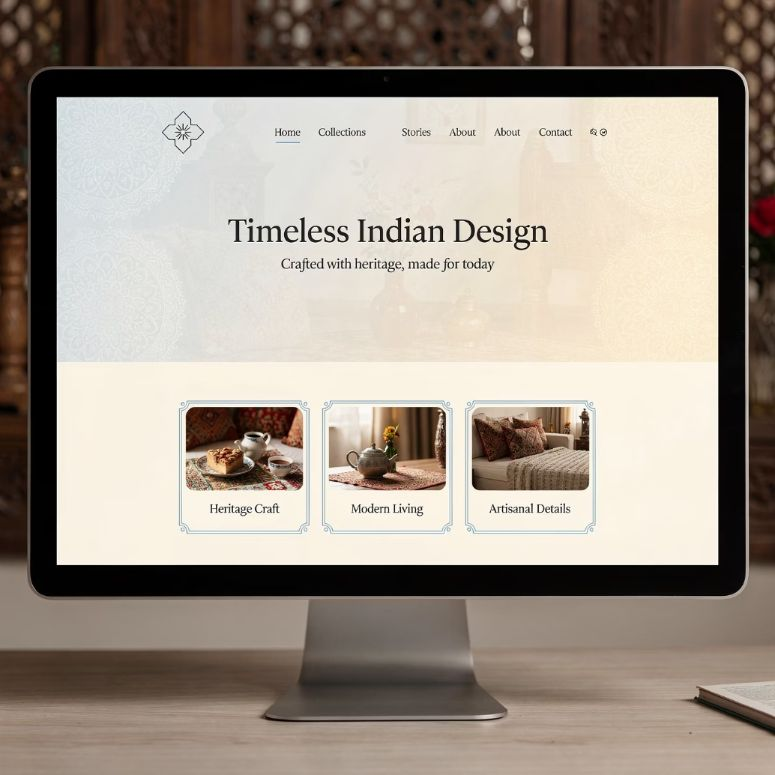 Home Collections Stories About About Contact
Timeless Indian Design
Crafted with heritage, made for today
Heritage Craft
Modern Living
Artisanal Details